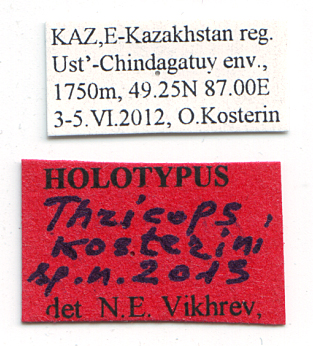 KAZ,E-Kazakhstan reg.
Ust'-Chindagatuy env.,
1750m, 49.25N 87.00E
3-5.VI.2012, O.Kosterin
HOLOTYPUS
Thricops
kosterini
sp.n. 2013
det N.E. Vikhrev,